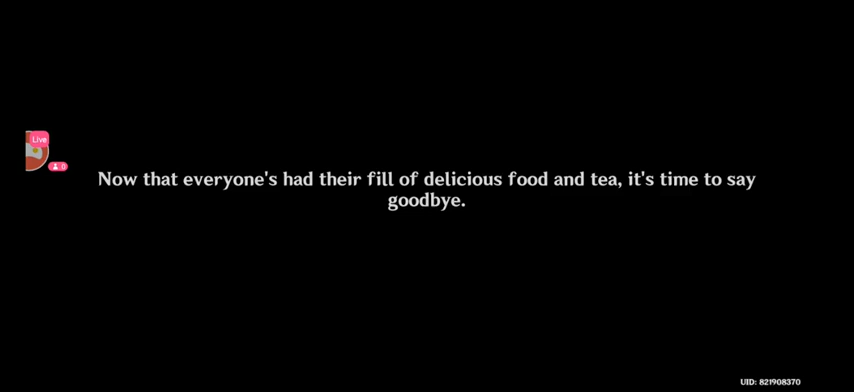 Live
0
Now that everyone's had their fill of delicious food and tea, it's time to say
goodbye.
UID: 821908370